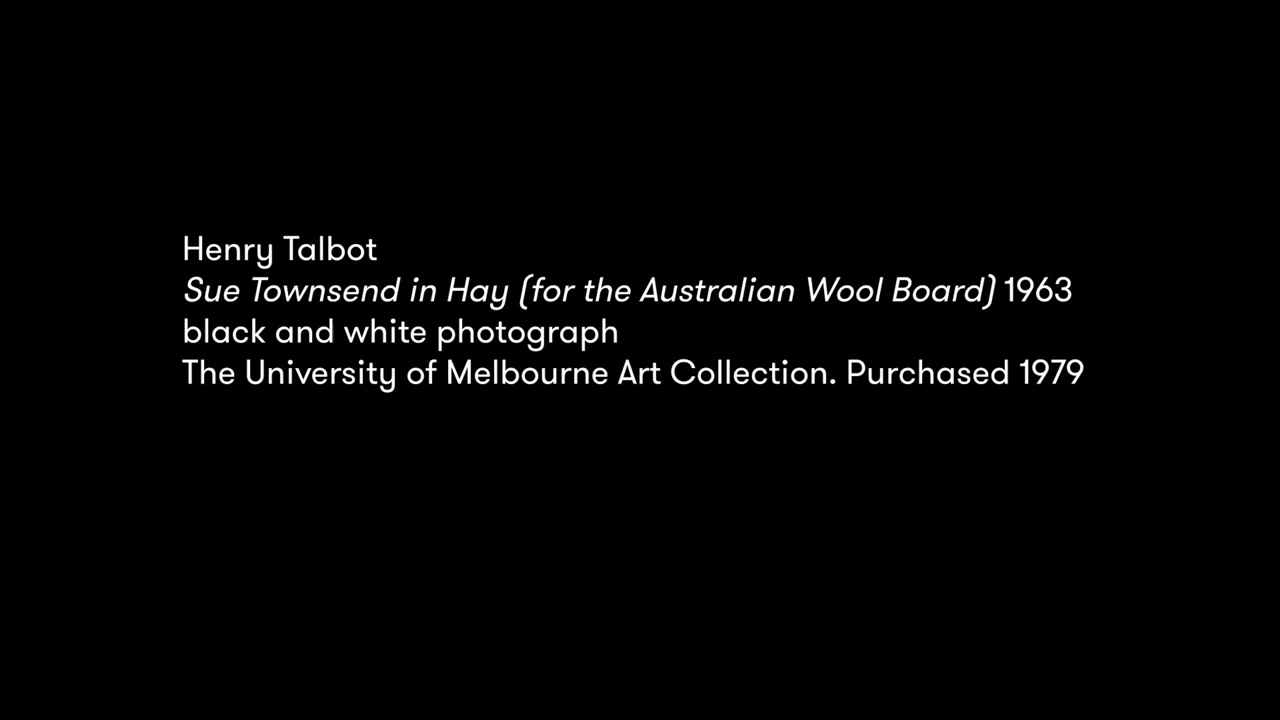 Henry Talbot
Sue Townsend in Hay (for the Australian Wool Board) 1963
black and white photograph
The University of Melbourne Art Collection. Purchased 1979